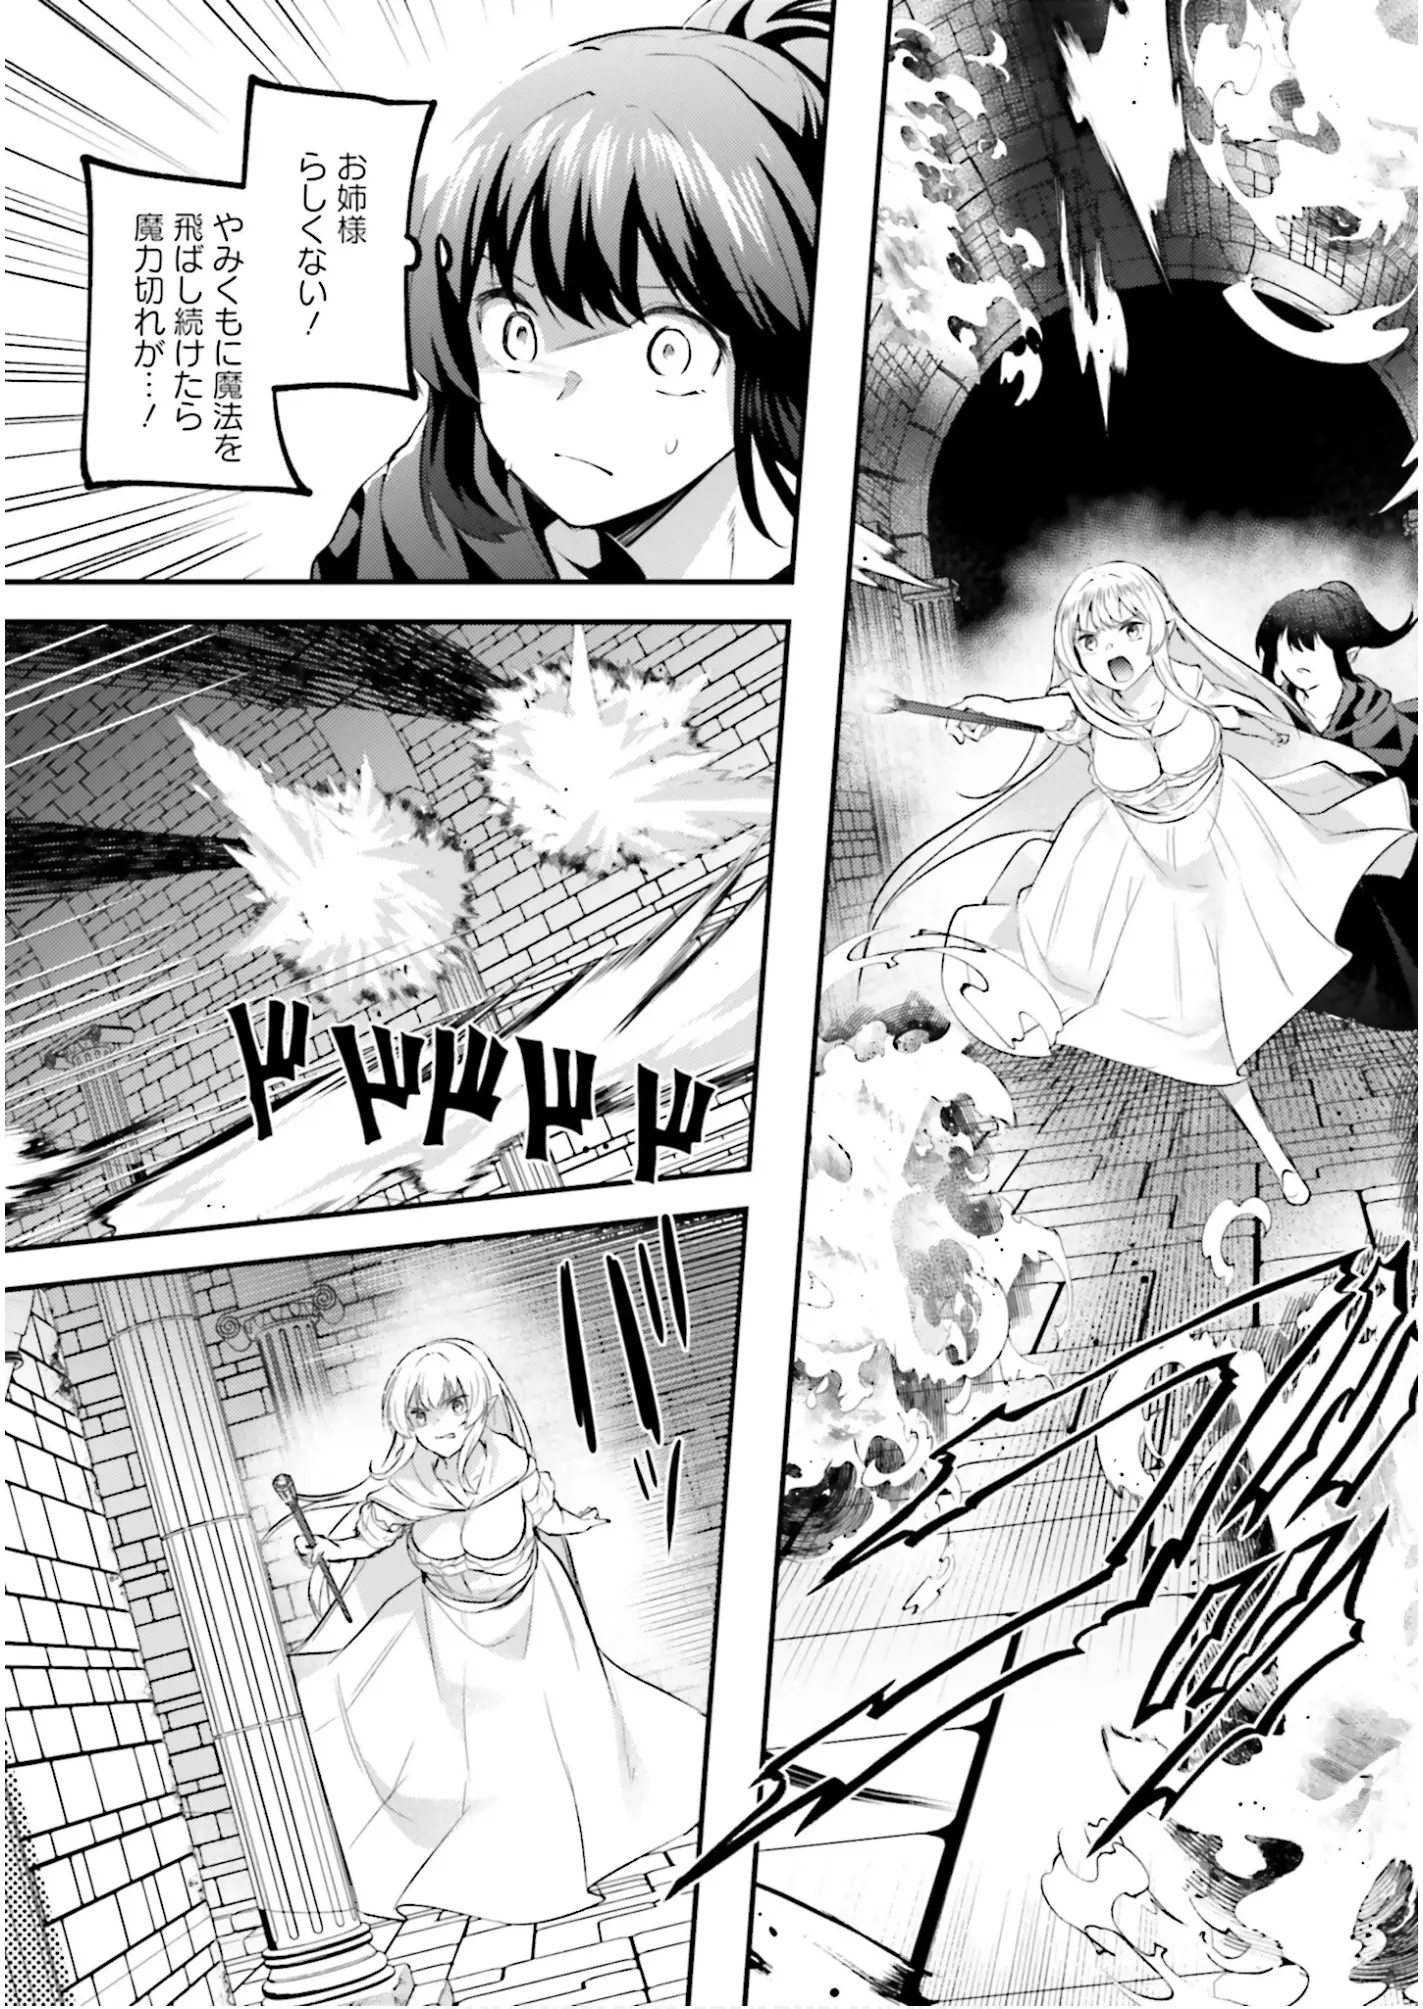 お姉様
らしくない！
やみくもに魔法を
飛ばし続けたら
魔力切れが…！
ドドドドド